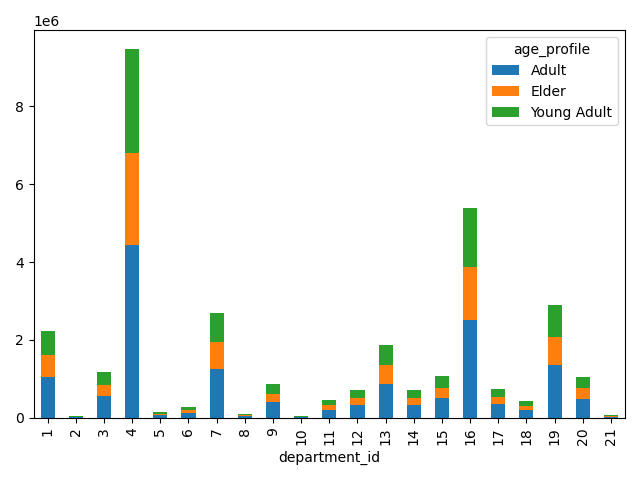 1e6
age_profile
Adult
Elder
Young Adult
8
6
4
2
0
1 2 3 4 5 6 7 8 9 10 11 12 13 14 15 16 17 18 19 20 21
department_id